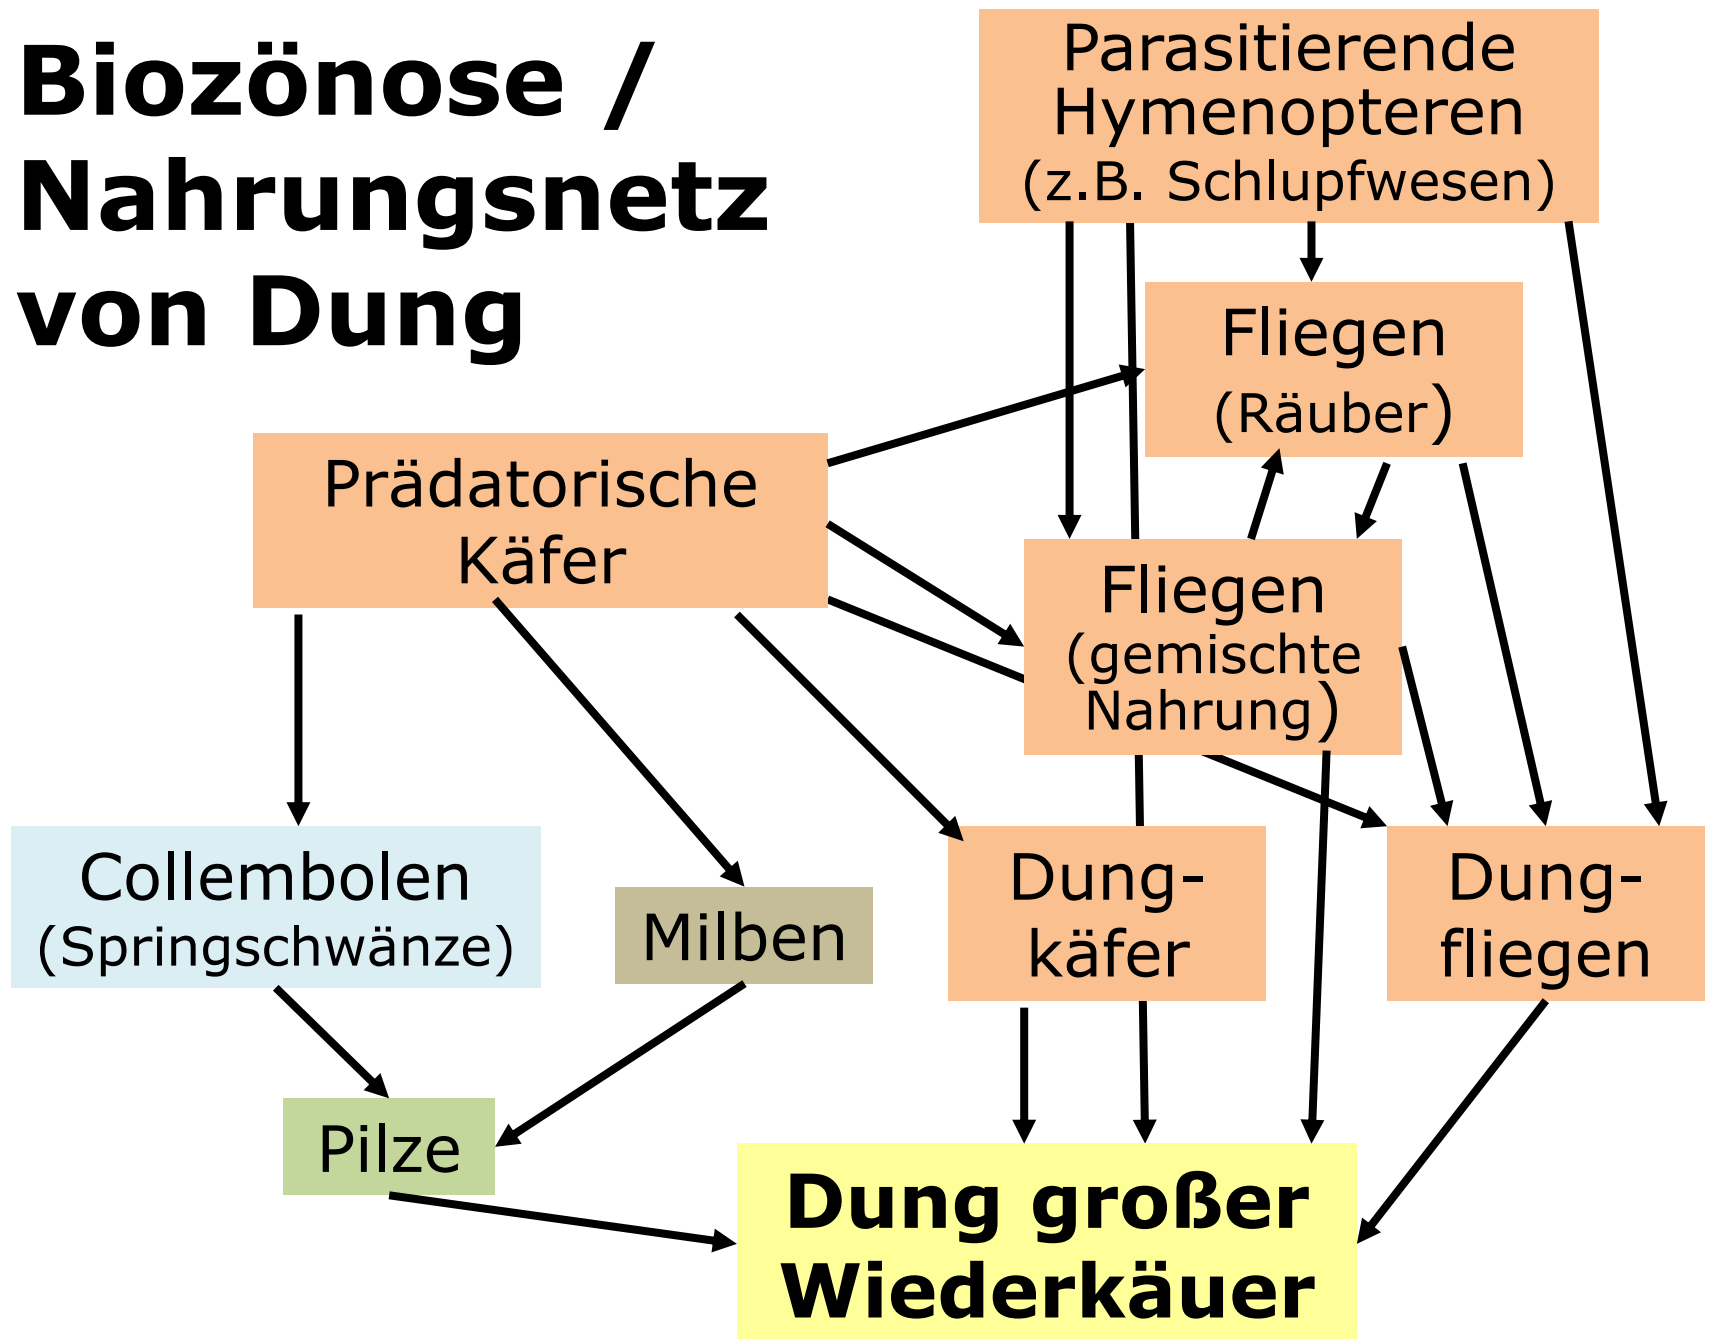 Biozönose /
Nahrungsnetz
von Dung
Parasitierende
Hymenopteren
(z.B. Schlupfwesen)
Fliegen
(Räuber)
Prädatorische
Käfer
Fliegen
(gemischte
Nahrung)
Collembolen
(Springschwänze)
Milben
Dung-
käfer
Dung-
fliegen
Pilze
Dung großer
Wiederkäuer